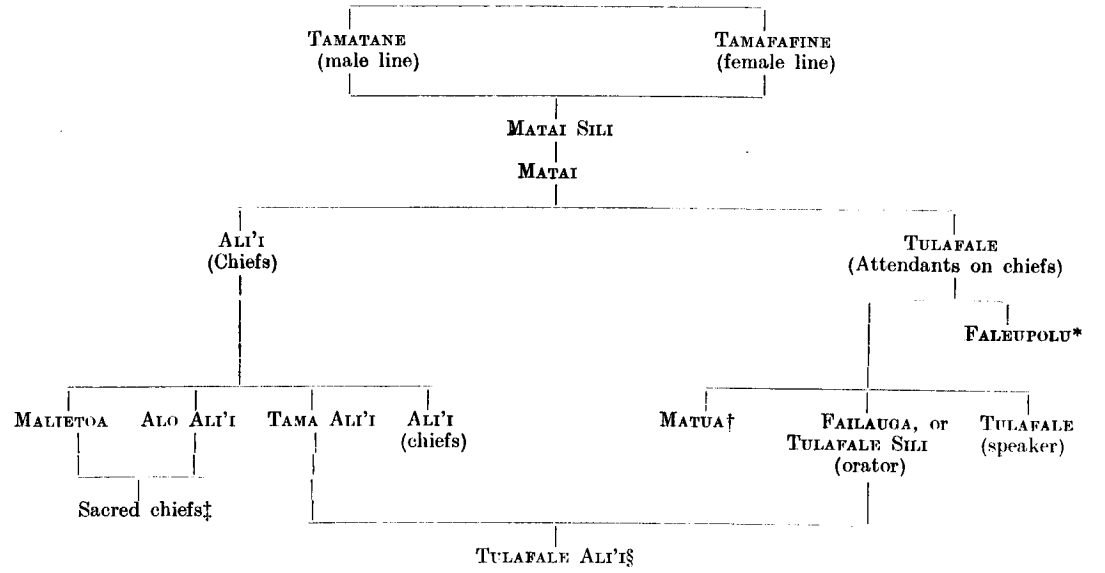 TAMATANE
(male line)
TAMAFAFINE
(female line)
MATAI SILI
MATAI
ALI'I
(Chiefs)
TULAFALE
(Attendants on chiefs)
FALEUPOLU*
MALIETOA
ALO ALI'I
TAMA ALI'I
ALI'I
(chiefs)
MATUA†
FAILAUGA, or
TULAFALE SILI
(orator)
TULAFALE
(speaker)
Sacred chiefs‡
TULAFALE ALI'I§